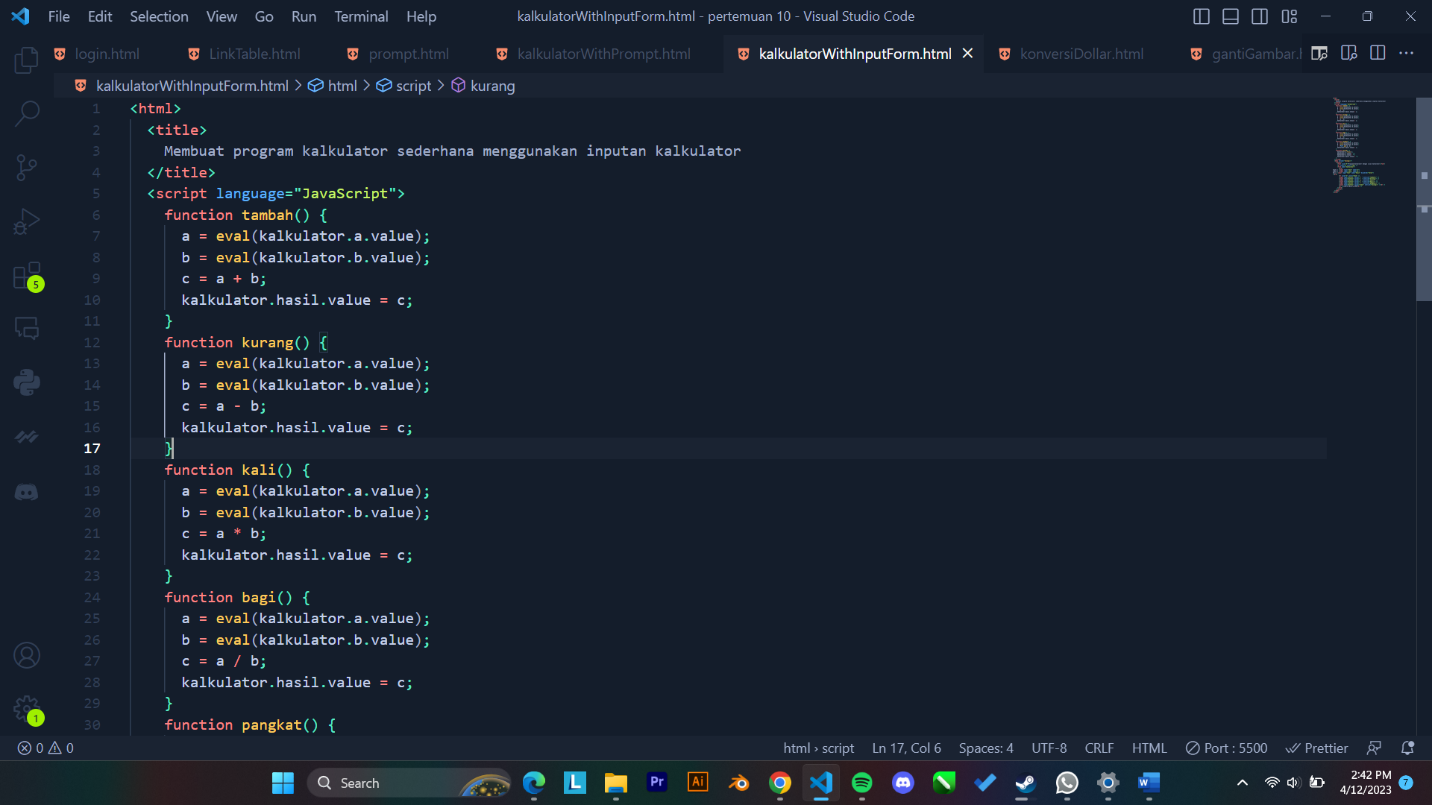 File Edit Selection View Go Run Terminal Help kalkulatorWithInputForm.html - pertemuan 10 - Visual Studio Code
login.html LinkTable.html prompt.html kalkulatorWithPrompt.html kalkulatorWithInputForm.html konversiDollar.html gantiGambar.h
kalkulatorWithInputForm.html > html > script > kurang
1 <html>
2 <title>
3 Membuat program kalkulator sederhana menggunakan inputan kalkulator
4 </title>
5 <script language="JavaScript">
6 function tambah() {
7 a = eval(kalkulator.a.value);
8 b = eval(kalkulator.b.value);
9 c = a + b;
10 kalkulator.hasil.value = c;
11 }
12 function kurang() {
13 a = eval(kalkulator.a.value);
14 b = eval(kalkulator.b.value);
15 c = a - b;
16 kalkulator.hasil.value = c;
17 }
18 function kali() {
19 a = eval(kalkulator.a.value);
20 b = eval(kalkulator.b.value);
21 c = a * b;
22 kalkulator.hasil.value = c;
23 }
24 function bagi() {
25 a = eval(kalkulator.a.value);
26 b = eval(kalkulator.b.value);
27 c = a / b;
28 kalkulator.hasil.value = c;
29 }
30 function pangkat() {
5
1
0 0 html › script Ln 17, Col 6 Spaces: 4 UTF-8 CRLF HTML Port : 5500 Prettier
Search L Pr Ai W 2:42 PM
4/12/2023 7